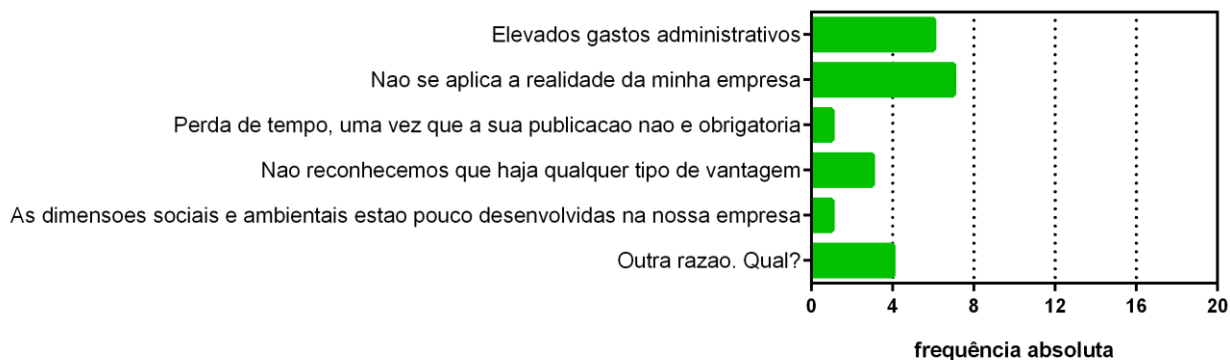 Elevados gastos administrativos
Nao se aplica a realidade da minha empresa
Perda de tempo, uma vez que a sua publicacao nao e obrigatoria
Nao reconhecemos que haja qualquer tipo de vantagem
As dimensoes sociais e ambientais estao pouco desenvolvidas na nossa empresa
Outra razao. Qual?
0 4 8 12 16 20
frequência absoluta